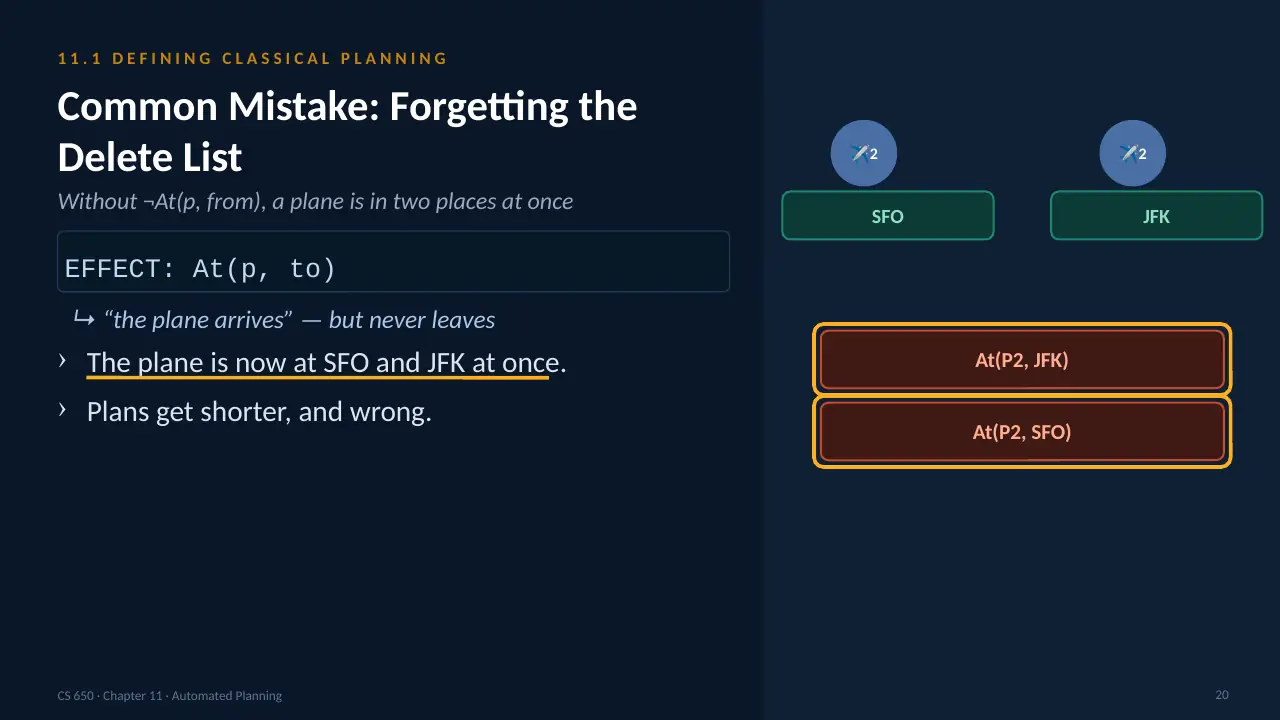 11.1 DEFINING CLASSICAL PLANNING
Common Mistake: Forgetting the
Delete List
Without ¬At(p, from), a plane is in two places at once
EFFECT: At(p, to)
↪ “the plane arrives” — but never leaves
› The plane is now at SFO and JFK at once.
› Plans get shorter, and wrong.
✈️2
✈️2
SFO
JFK
At(P2, JFK)
At(P2, SFO)
CS 650 · Chapter 11 · Automated Planning
20